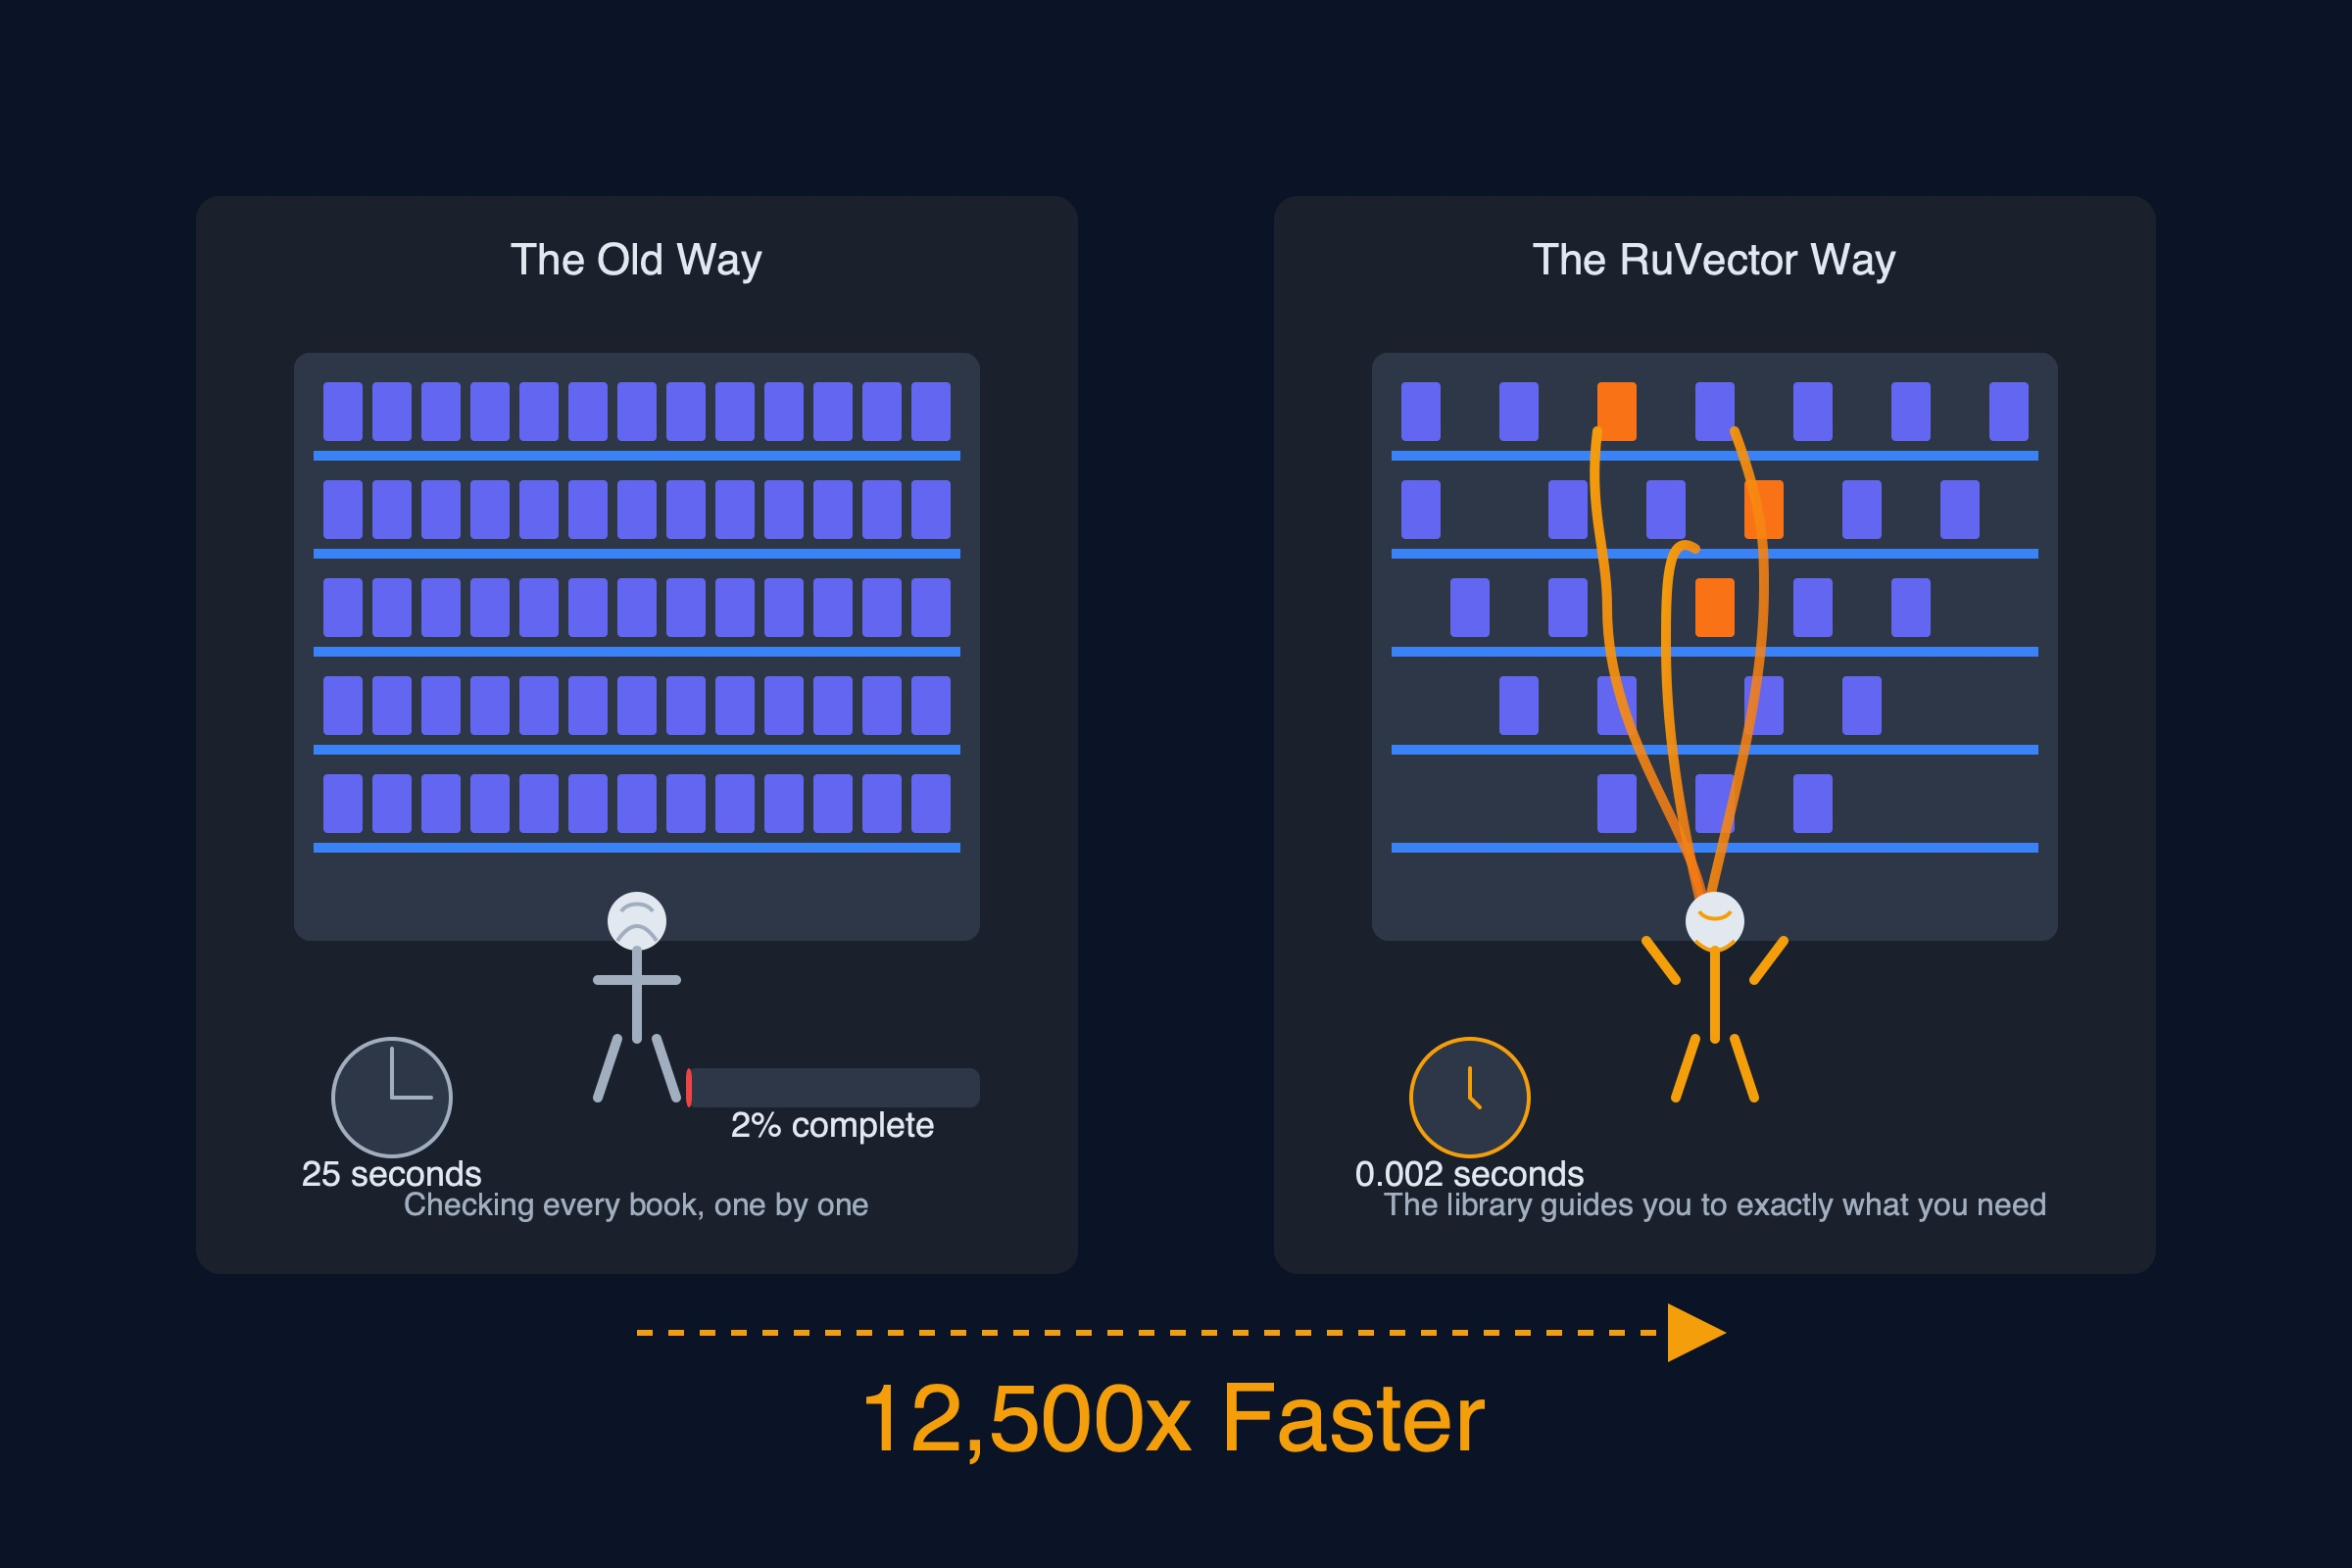 The Old Way
2% complete
25 seconds
Checking every book, one by one
The RuVector Way
0.002 seconds
The library guides you to exactly what you need
12,500x Faster